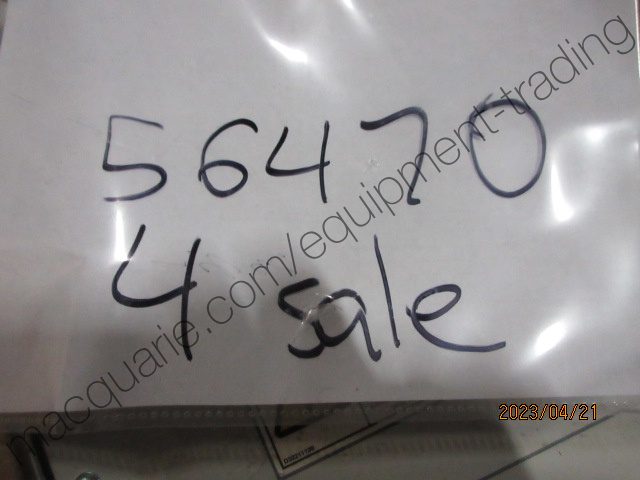 56470
4 sale
macquarie.com/equipment-trading
2023/04/21